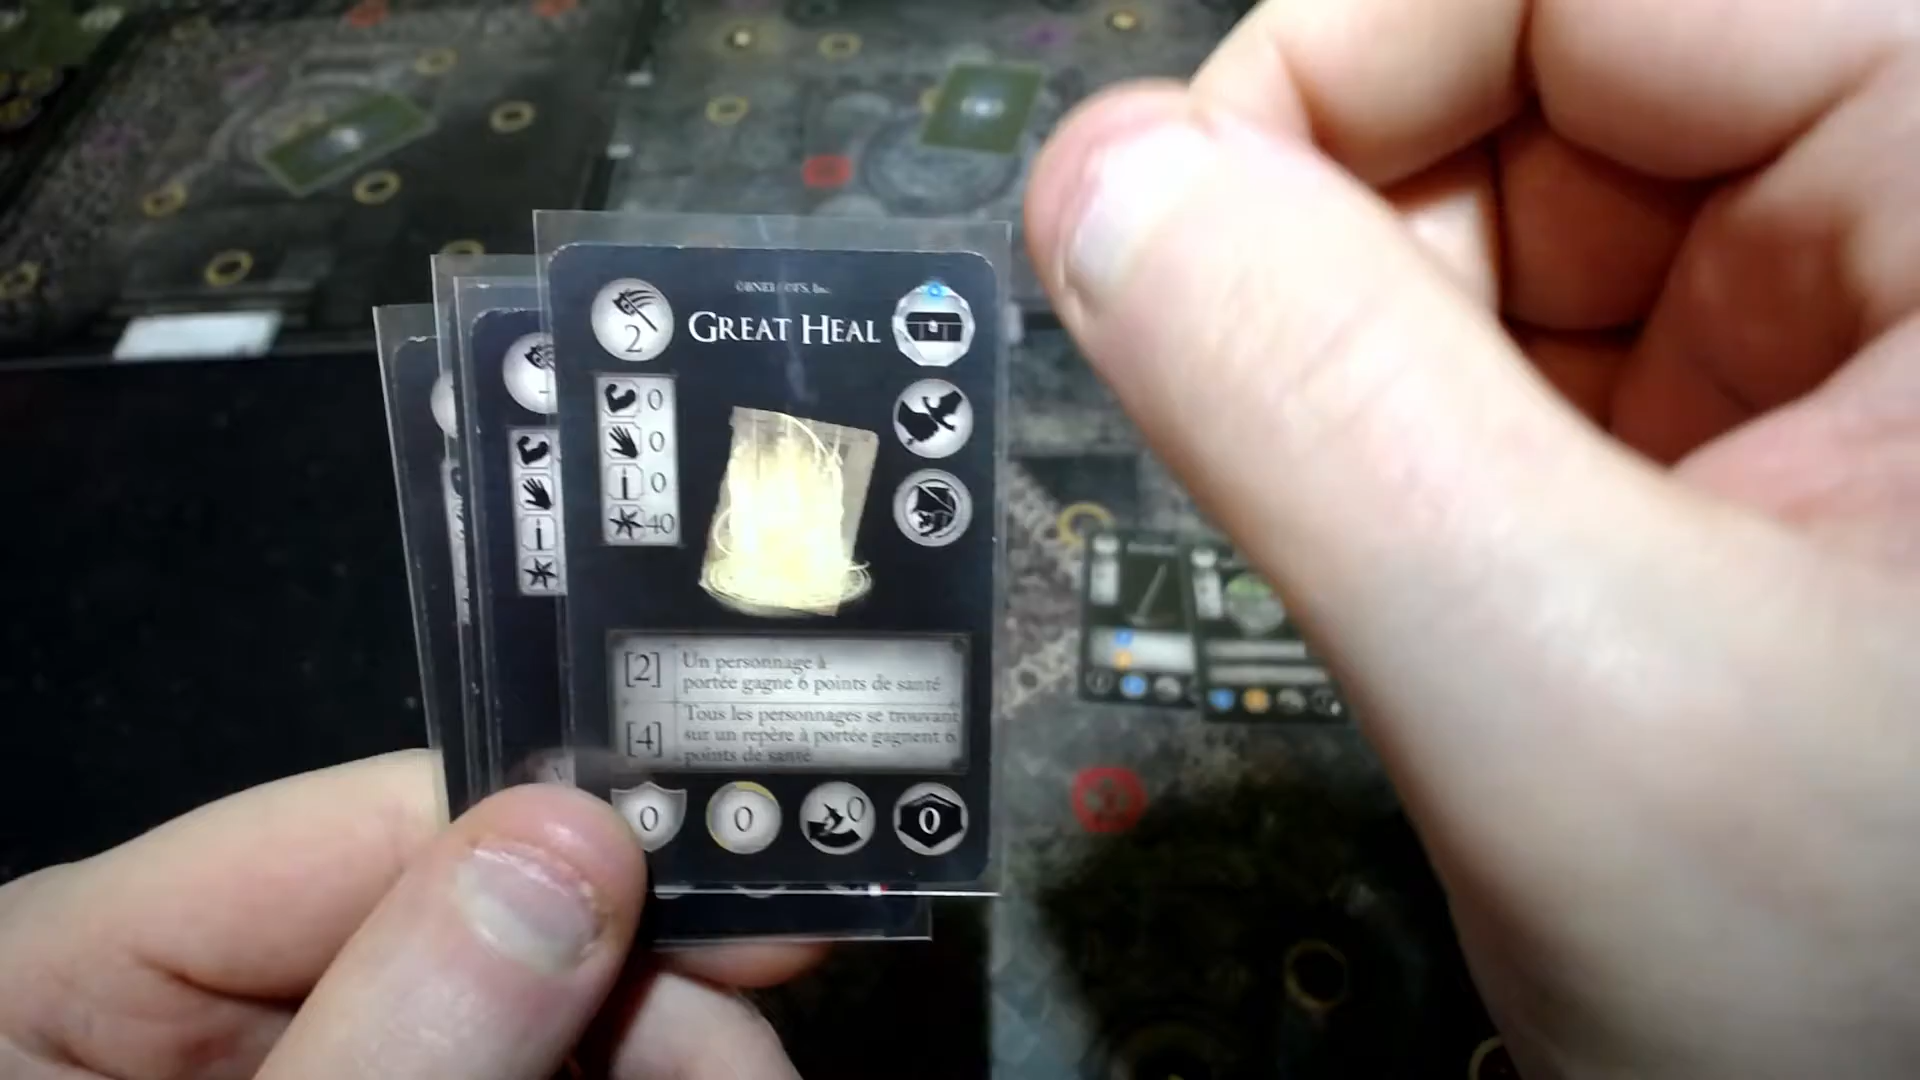 2
GREAT HEAL
0
0
0
40
[2] Un personnage à
portée gagne 6 points de santé
[4] Tous les personnages se trouvant
sur un repère à portée gagnent 6
points de santé
0 0 0 0